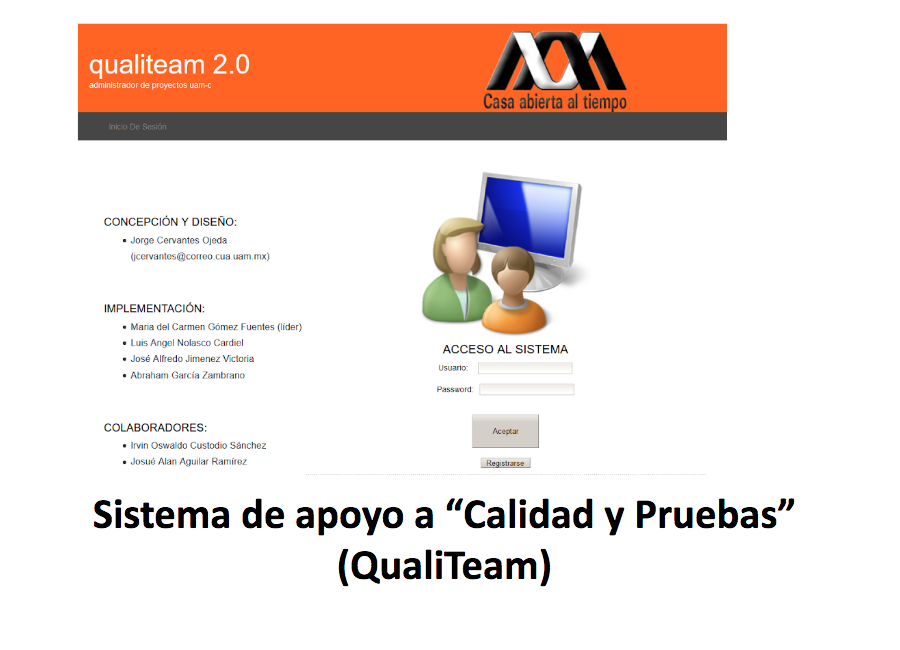 qualiteam 2.0
administrador de proyectos uam-c
Casa abierta al tiempo
Inicio De Sesión
CONCEPCIÓN Y DISEÑO:
Jorge Cervantes Ojeda
(jcervantes@correo.cua.uam.mx)
IMPLEMENTACIÓN:
Maria del Carmen Gómez Fuentes (líder)
Luis Angel Nolasco Cardiel
José Alfredo Jimenez Victoria
Abraham García Zambrano
COLABORADORES:
Irvin Oswaldo Custodio Sánchez
Josué Alan Aguilar Ramírez
ACCESO AL SISTEMA
Usuario:
Password:
Aceptar
Registrarse
Sistema de apoyo a “Calidad y Pruebas”
(QualiTeam)